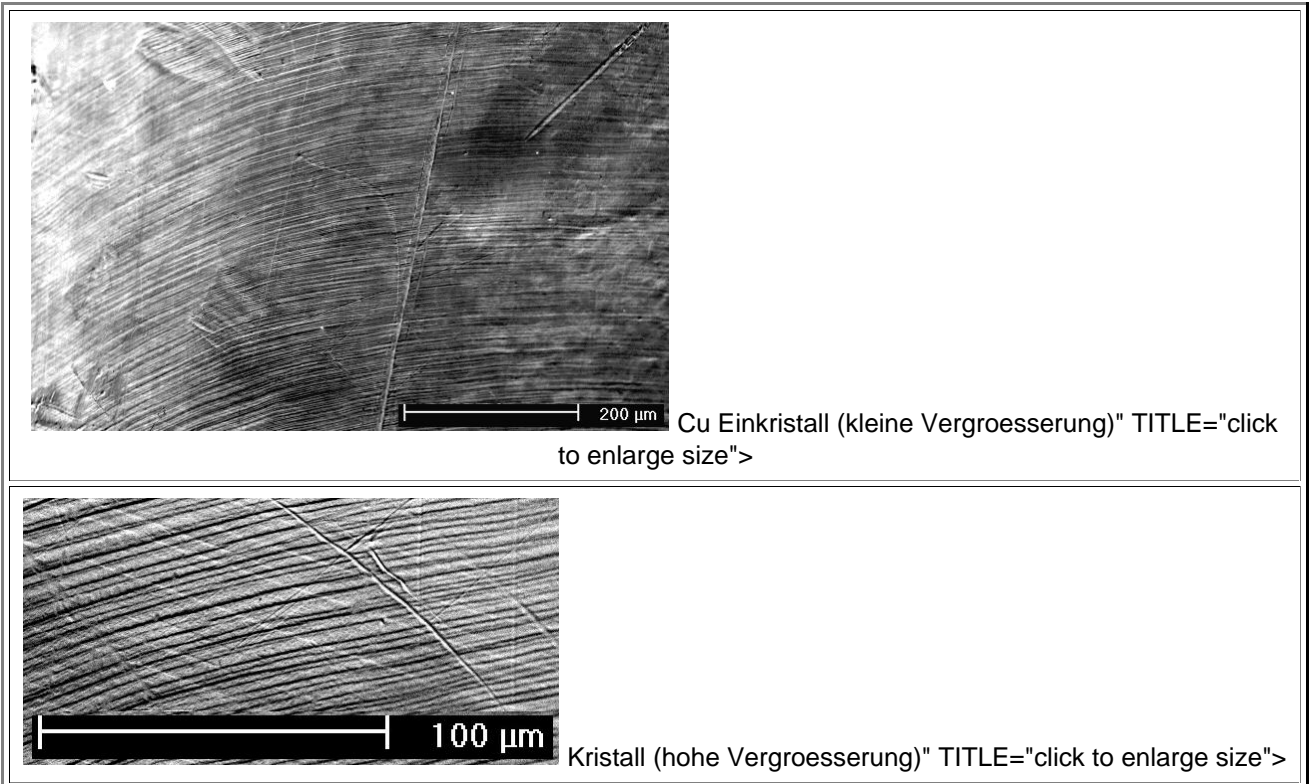 200 µm
Cu Einkristall (kleine Vergroesserung)" TITLE="click
to enlarge size">
100 µm
Kristall (hohe Vergroesserung)" TITLE="click to enlarge size">